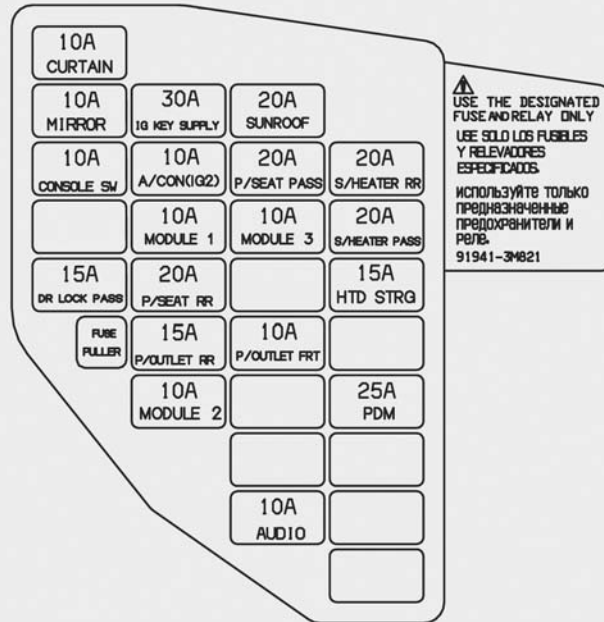 10A
CURTAIN
10A
MIRROR
30A
IG KEY SUPPLY
20A
SUNROOF
10A
CONSOLE SW
10A
A/CON(IG2)
20A
P/SEAT PASS
20A
S/HEATER RR
10A
MODULE 1
10A
MODULE 3
20A
S/HEATER PASS
15A
DR LOCK PASS
20A
P/SEAT RR
15A
HTD STRG
FUSE
PULLER
15A
P/OUTLET RR
10A
P/OUTLET FRT
10A
MODULE 2
25A
PDM
10A
AUDIO
USE THE DESIGNATED
FUSE AND RELAY ONLY
USE SOLO LOS FUSIBLES
Y RELEVADORES
ESPECIFICADOS.
используйте только
предназначенные
предохранители и
реле.
91941-3M821